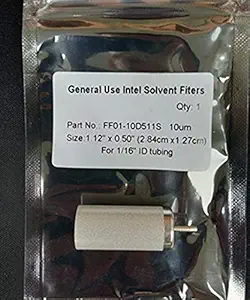 General Use Intel Solvent Fiters
Qty: 1
Part No.: FF01-10D511S 10um
Size:1.12" x 0.50" (2.84cm x1.27cm)
For 1/16" ID tubing